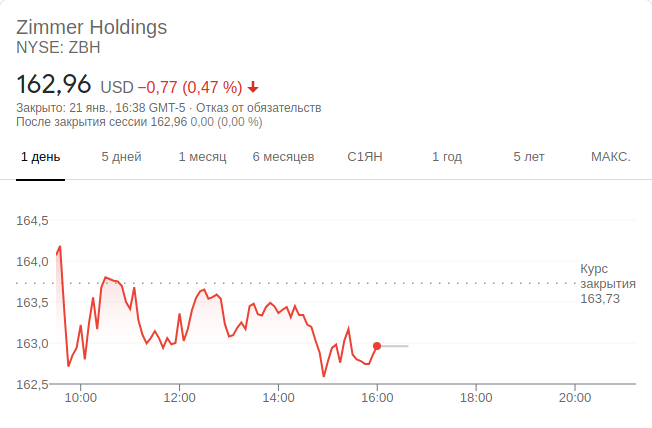 Zimmer Holdings
NYSE: ZBH
162,96 USD −0,77 (0,47 %)
Закрыто: 21 янв., 16:38 GMT-5 · Отказ от обязательств
После закрытия сессии 162,96 0,00 (0,00 %)
1 день 5 дней 1 месяц 6 месяцев С1ЯН 1 год 5 лет МАКС.
164,5
164,0
163,5
163,0
162,5
Курс
закрытия
163,73
10:00 12:00 14:00 16:00 18:00 20:00